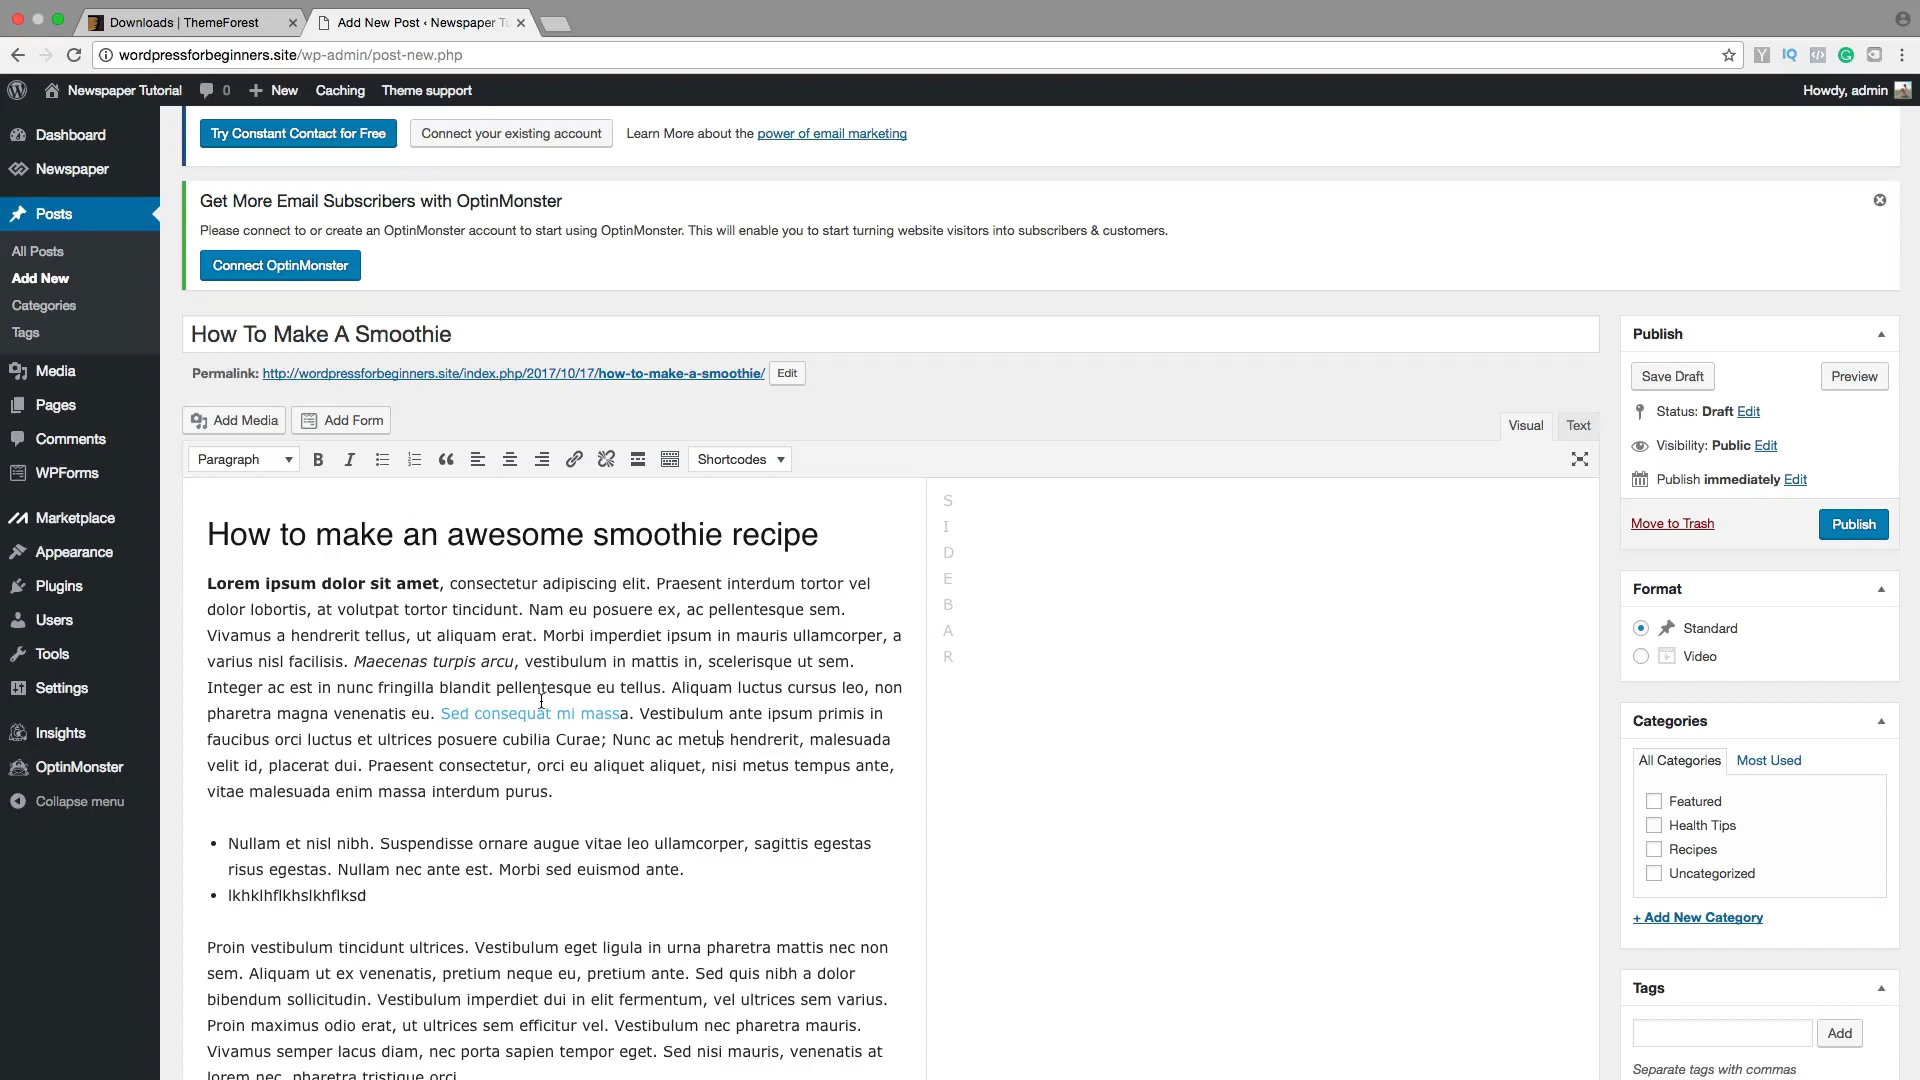 Downloads | ThemeForest
Add New Post ‹ Newspaper Tu
wordpressforbeginners.site/wp-admin/post-new.php
Newspaper Tutorial
0
New
Caching
Theme support
Howdy, admin
Dashboard
Newspaper
Posts
All Posts
Add New
Categories
Tags
Media
Pages
Comments
WPForms
Marketplace
Appearance
Plugins
Users
Tools
Settings
Insights
OptinMonster
Collapse menu
Try Constant Contact for Free
Connect your existing account
Learn More about the power of email marketing
Get More Email Subscribers with OptinMonster
Please connect to or create an OptinMonster account to start using OptinMonster. This will enable you to start turning website visitors into subscribers & customers.
Connect OptinMonster
How To Make A Smoothie
Permalink: http://wordpressforbeginners.site/index.php/2017/10/17/how-to-make-a-smoothie/
Edit
Add Media
Add Form
Visual
Text
Paragraph
B
I
Shortcodes
How to make an awesome smoothie recipe
Lorem ipsum dolor sit amet, consectetur adipiscing elit. Praesent interdum tortor vel
dolor lobortis, at volutpat tortor tincidunt. Nam eu posuere ex, ac pellentesque sem.
Vivamus a hendrerit tellus, ut aliquam erat. Morbi imperdiet ipsum in mauris ullamcorper, a
varius nisl facilisis. Maecenas turpis arcu, vestibulum in mattis in, scelerisque ut sem.
Integer ac est in nunc fringilla blandit pellentesque eu tellus. Aliquam luctus cursus leo, non
pharetra magna venenatis eu. Sed consequat mi massa. Vestibulum ante ipsum primis in
faucibus orci luctus et ultrices posuere cubilia Curae; Nunc ac metus hendrerit, malesuada
velit id, placerat dui. Praesent consectetur, orci eu aliquet aliquet, nisi metus tempus ante,
vitae malesuada enim massa interdum purus.
• Nullam et nisl nibh. Suspendisse ornare augue vitae leo ullamcorper, sagittis egestas
risus egestas. Nullam nec ante est. Morbi sed euismod ante.
• lkhklhflkhslkhflksd
Proin vestibulum tincidunt ultrices. Vestibulum eget ligula in urna pharetra mattis nec non
sem. Aliquam ut ex venenatis, pretium neque eu, pretium ante. Sed quis nibh a dolor
bibendum sollicitudin. Vestibulum imperdiet dui in elit fermentum, vel ultrices sem varius.
Proin maximus odio erat, ut ultrices sem efficitur vel. Vestibulum nec pharetra mauris.
Vivamus semper lacus diam, nec porta sapien tempor eget. Sed nisi mauris, venenatis at
lorem nec, pharetra tristique orci.
S
I
D
E
B
A
R
Publish
Save Draft
Preview
Status: Draft Edit
Visibility: Public Edit
Publish immediately Edit
Move to Trash
Publish
Format
Standard
Video
Categories
All Categories
Most Used
Featured
Health Tips
Recipes
Uncategorized
+ Add New Category
Tags
Add
Separate tags with commas